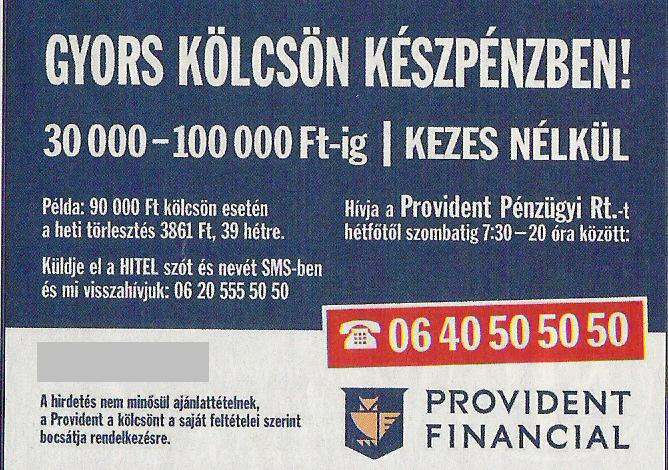 GYORS KÖLCSÖN KÉSZPÉNZBEN!
30 000 – 100 000 Ft-ig | KEZES NÉLKÜL
Példa: 90 000 Ft kölcsön esetén
a heti törlesztés 3861 Ft, 39 hétre.
Küldje el a HITEL szót és nevét SMS-ben
és mi visszahívjuk: 06 20 555 50 50
Hívja a Provident Pénzügyi Rt.-t
hétfőtől szombatig 7:30 – 20 óra között:
☎ 06 40 50 50 50
A hirdetés nem minősül ajánlattételnek,
a Provident a kölcsönt a saját feltételei szerint
bocsátja rendelkezésre.
PROVIDENT
FINANCIAL